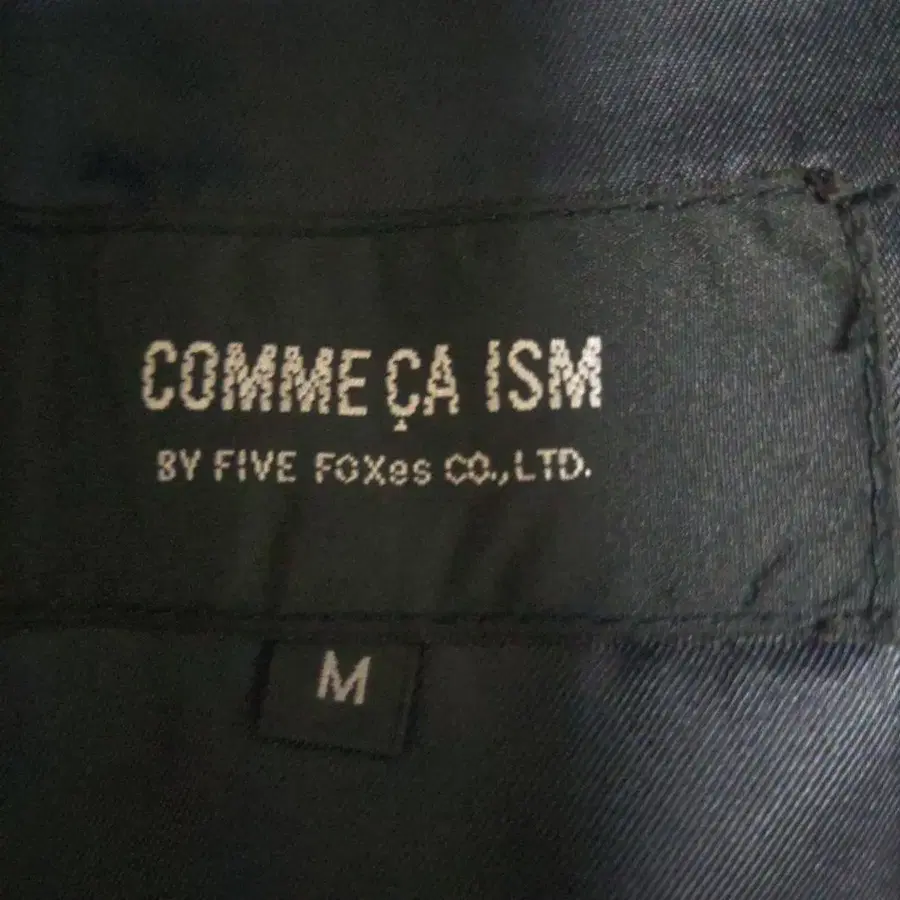 COMME ÇA ISM
BY FIVE FOXes CO.,LTD.
M